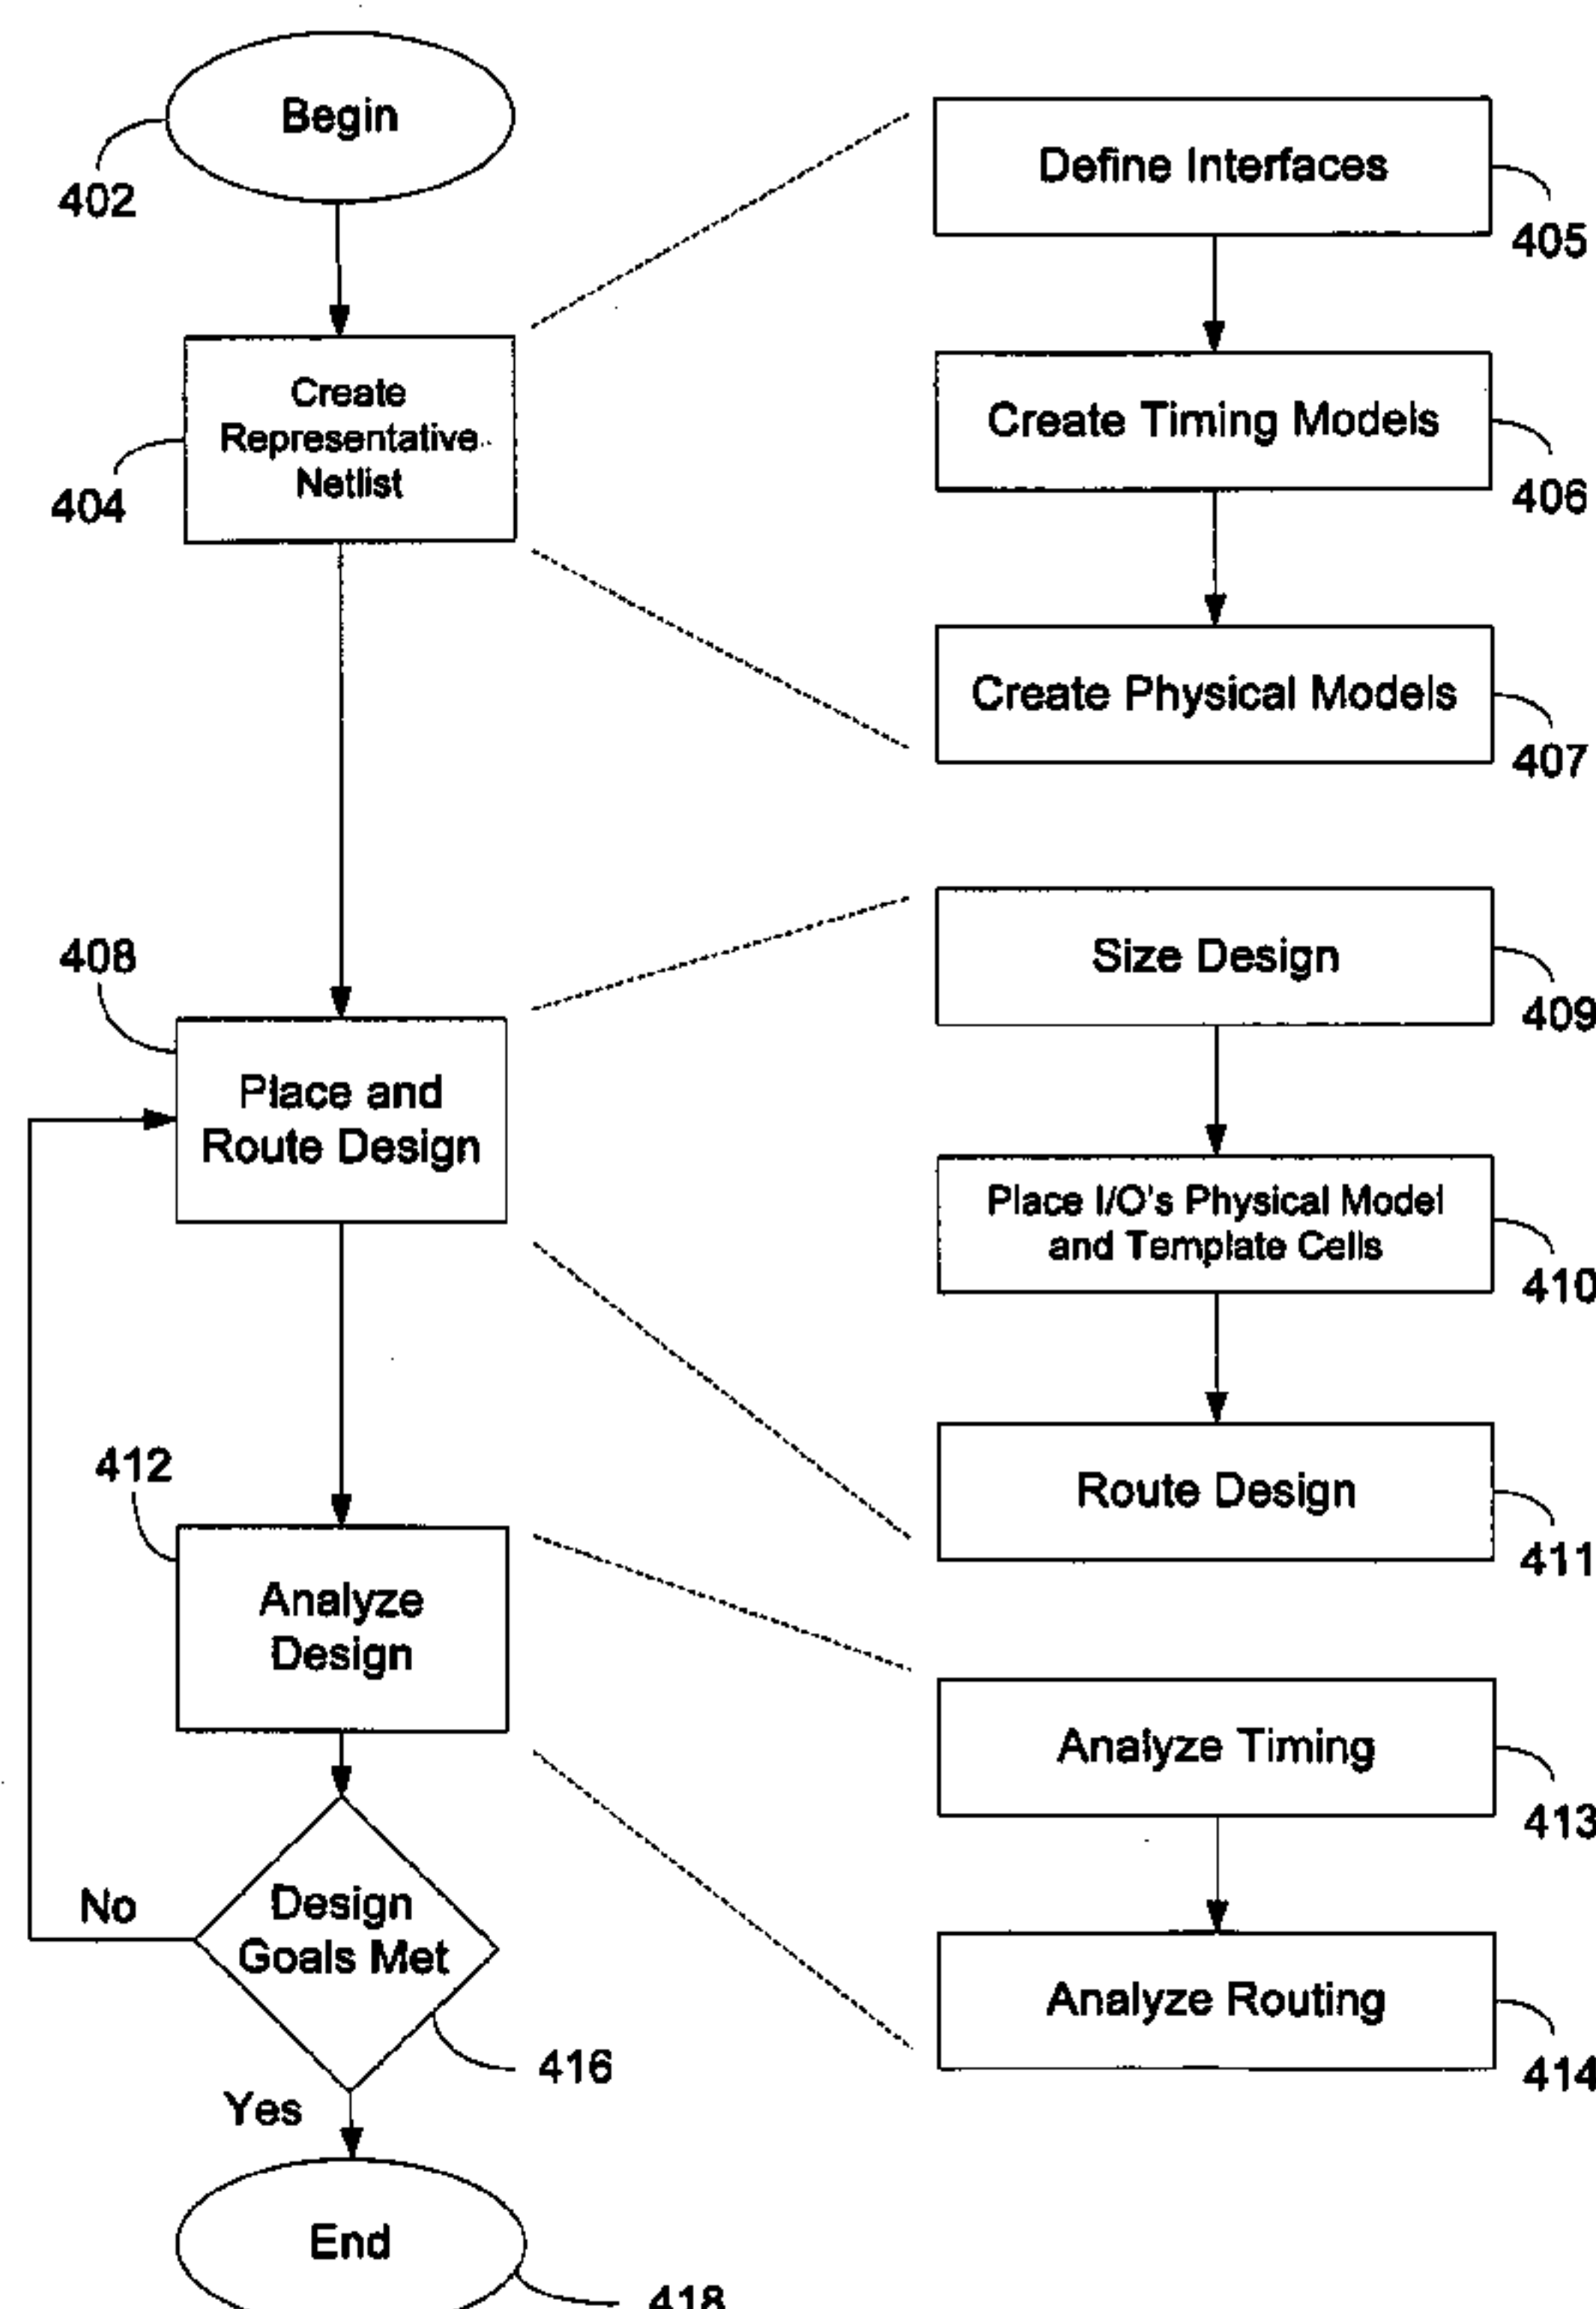 Begin
402
Create
Representative
Netlist
404
Define Interfaces
405
Create Timing Models
406
Create Physical Models
407
408
Place and
Route Design
Size Design
409
Place I/O's Physical Model
and Template Cells
410
Route Design
411
412
Analyze
Design
Analyze Timing
413
Analyze Routing
414
No
Design
Goals Met
416
Yes
End
418